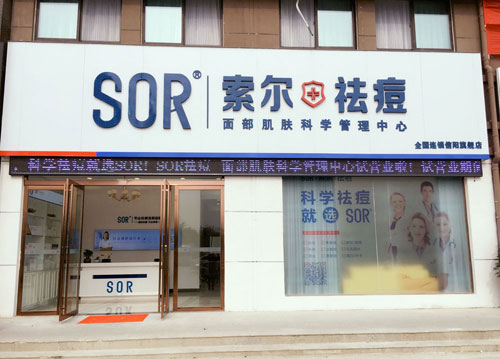 SOR® 索尔 祛痘
面部肌肤科学管理中心
全国连锁信阳旗舰店
科学祛痘就选SOR! SOR祛痘 面部肌肤科学管理中心试营业啦! 试营业期间
SOR®
科学祛痘
就选SOR®
SOR